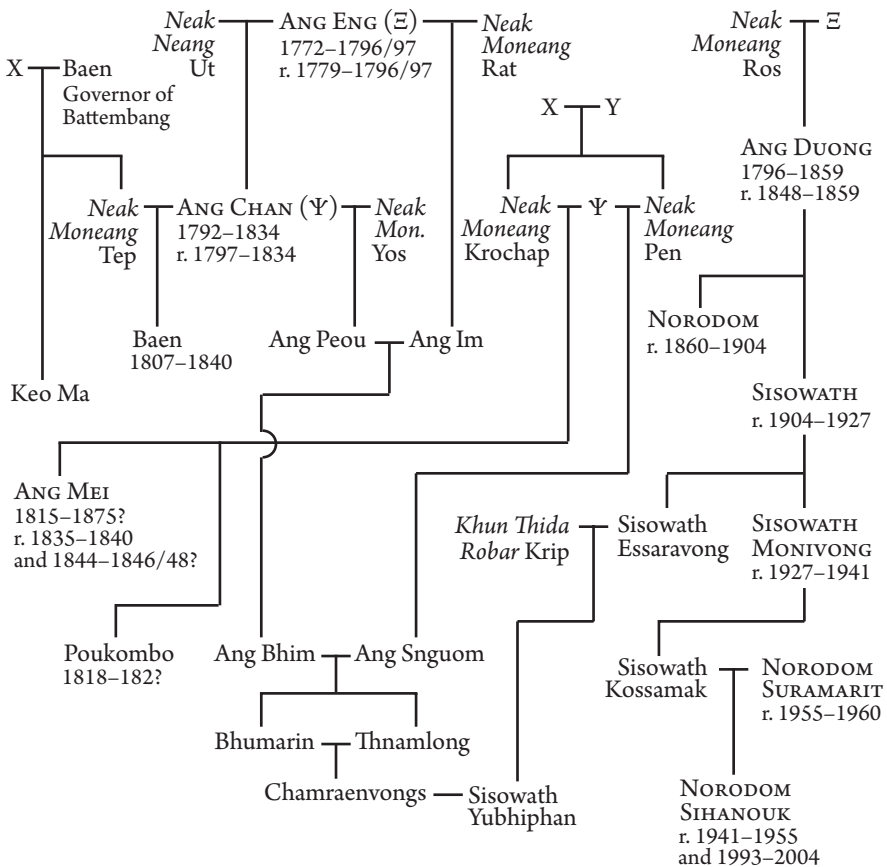 Neak
Neang
Ut
ANG ENG (Ξ)
1772–1796/97
r. 1779–1796/97
Neak
Moneang
Rat
Neak
Moneang
Ros
Ξ
X
Baen
Governor of
Battembang
X
Y
ANG DUONG
1796–1859
r. 1848–1859
Neak
Moneang
Tep
ANG CHAN (Ψ)
1792–1834
r. 1797–1834
Neak
Mon.
Yos
Neak
Moneang
Krochap
Ψ
Neak
Moneang
Pen
NORODOM
r. 1860–1904
Baen
1807–1840
Ang Peou
Ang Im
Keo Ma
SISOWATH
r. 1904–1927
ANG MEI
1815–1875?
r. 1835–1840
and 1844–1846/48?
Khun Thida
Robar Krip
Sisowath
Essaravong
SISOWATH
MONIVONG
r. 1927–1941
Poukombo
1818–182?
Ang Bhim
Ang Snguom
Sisowath
Kossamak
NORODOM
SURAMARIT
r. 1955–1960
Bhumarin
Thnamlong
Chamraenvongs
Sisowath
Yubhiphan
NORODOM
SIHANOUK
r. 1941–1955
and 1993–2004